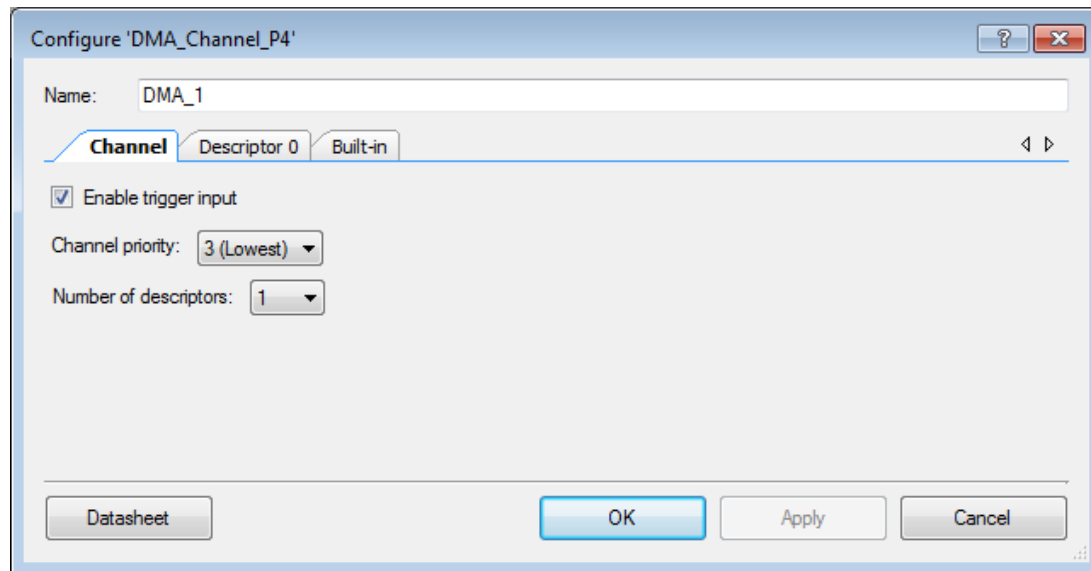 Configure 'DMA_Channel_P4'
?
Name: DMA_1
Channel Descriptor 0 Built-in
Enable trigger input
Channel priority: 3 (Lowest)
Number of descriptors: 1
Datasheet OK Apply Cancel